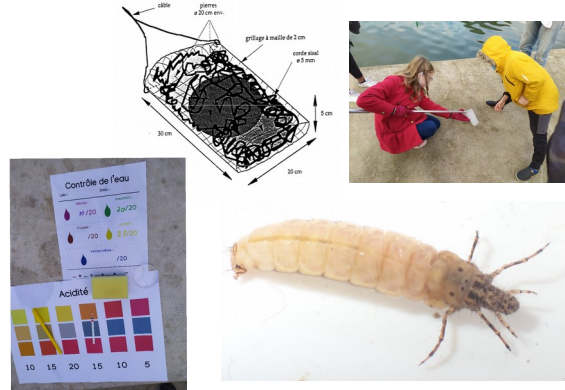 câble
pierres
ø 20 cm env.
grillage à maille de 2 cm
corde sisal
ø 5 mm
30 cm
5 cm
20 cm
Contrôle de l'eau
/20
/20
/20
/20
/20
Acidité
10 15 20 15 10 5